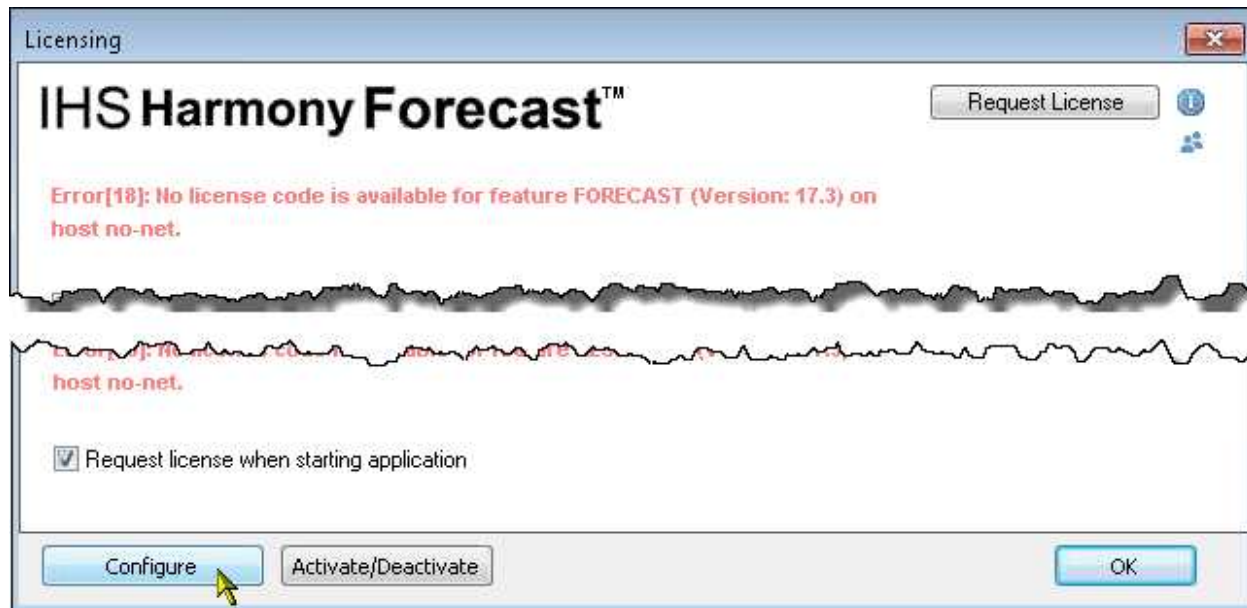 Licensing
IHS Harmony Forecast™
Request License
Error[18]: No license code is available for feature FORECAST (Version: 17.3) on
host no-net.
host no-net.
Request license when starting application
Configure
Activate/Deactivate
OK